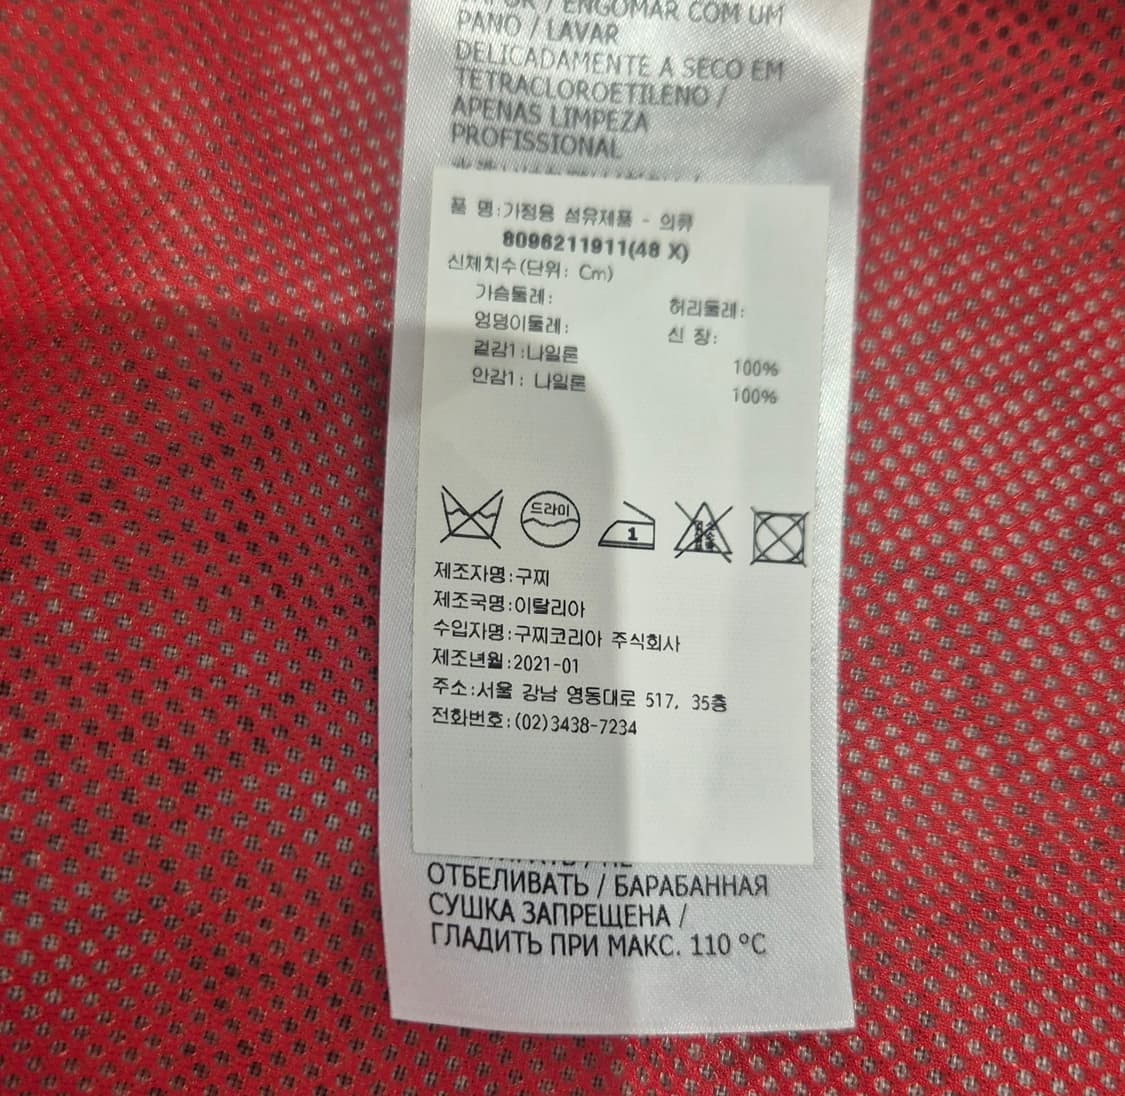 VAPOR / ENGOMAR COM UM
PANO / LAVAR
DELICADAMENTE A SECO EM
TETRACLOROETILENO /
APENAS LIMPEZA
PROFISSIONAL
품 명:가정용 섬유제품 - 의류
8096211911(48 X)
신체치수(단위: Cm)
가슴둘레: 허리둘레:
엉덩이둘레: 신 장:
겉감1:나일론 100%
안감1: 나일론 100%
드라이
1
제조자명:구찌
제조국명:이탈리아
수입자명:구찌코리아 주식회사
제조년월:2021-01
주소:서울 강남 영동대로 517, 35층
전화번호:(02)3438-7234
ОТБЕЛИВАТЬ / БАРАБАННАЯ
СУШКА ЗАПРЕЩЕНА /
ГЛАДИТЬ ПРИ МАКС. 110 °C